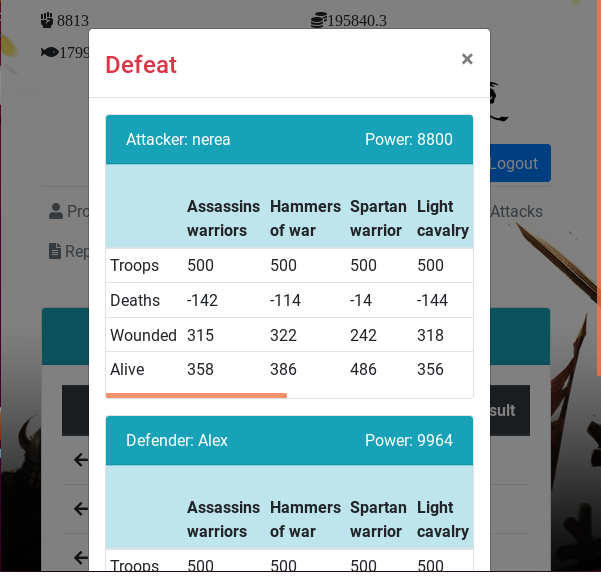 8813 195840.3
1799
Defeat ×
Logout
Attacker: nerea Power: 8800
Assassins Hammers Spartan Light
warriors of war warrior cavalry
Pro Attacks
Rep
Troops 500 500 500 500
Deaths -142 -114 -14 -144
Wounded 315 322 242 318
Alive 358 386 486 356
sult
Defender: Alex Power: 9964
Assassins Hammers Spartan Light
warriors of war warrior cavalry
Troops 500 500 500 500